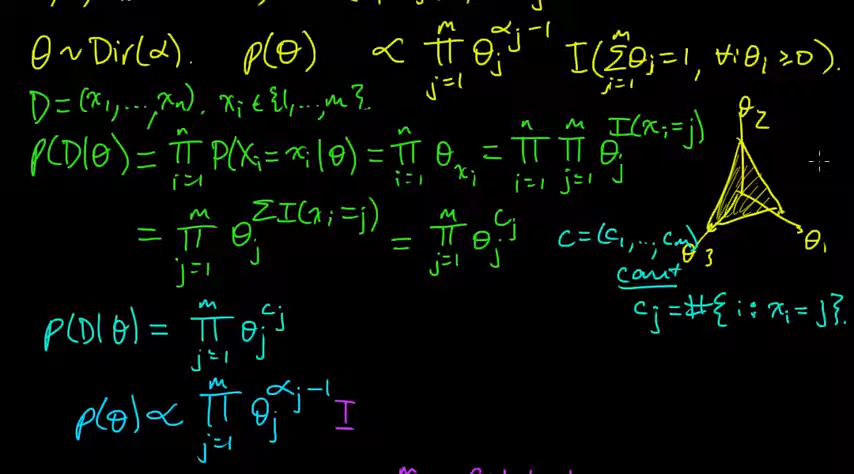 θ ~ Dir(α). p(θ) ∝ ∏_{j=1}^{m} θ_j^{α_j-1} I(∑_{j=1}^{m} θ_j = 1, ∀i θ_i ≥ 0).
D = (x_1, ..., x_n). x_i ∈ {1, ..., m}.
P(D|θ) = ∏_{i=1}^{n} P(X_i = x_i | θ) = ∏_{i=1}^{n} θ_{x_i} = ∏_{i=1}^{n} ∏_{j=1}^{m} θ_j^{I(x_i=j)}
θ_2
θ_1
θ_3
= ∏_{j=1}^{m} θ_j^{∑I(x_i=j)} = ∏_{j=1}^{m} θ_j^{c_j}
c = (c_1, .., c_m)
count
c_j = #{i : x_i = j}.
P(D|θ) = ∏_{j=1}^{m} θ_j^{c_j}
p(θ) ∝ ∏_{j=1}^{m} θ_j^{α_j-1} I